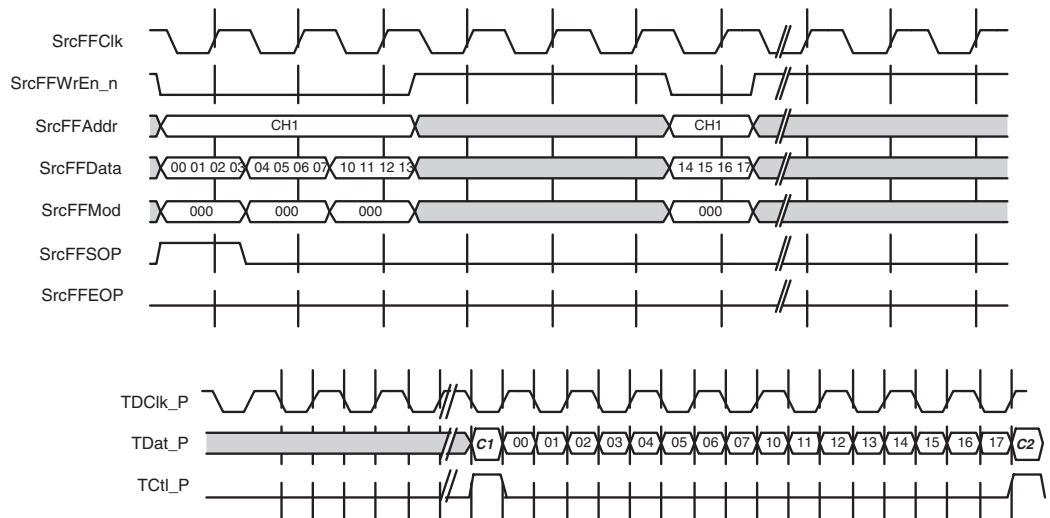 SrcFFClk
SrcFFWrEn_n
SrcFFAddr CH1 CH1
SrcFFData 00 01 02 03 04 05 06 07 10 11 12 13 14 15 16 17
SrcFFMod 000 000 000 000
SrcFFSOP
SrcFFEOP
TDClk_P
TDat_P C1 00 01 02 03 04 05 06 07 10 11 12 13 14 15 16 17 C2
TCtl_P